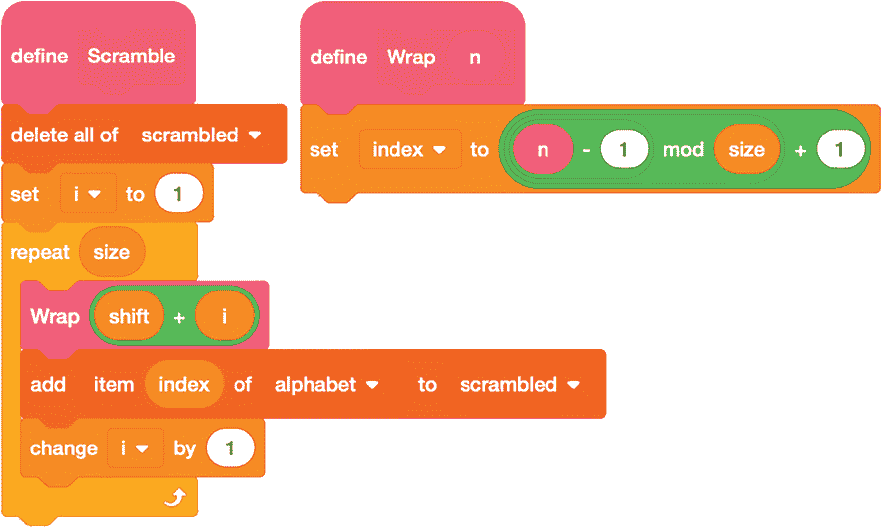 define Scramble
delete all of scrambled
set i to 1
repeat size
Wrap shift + i
add item index of alphabet to scrambled
change i by 1
define Wrap n
set index to n - 1 mod size + 1